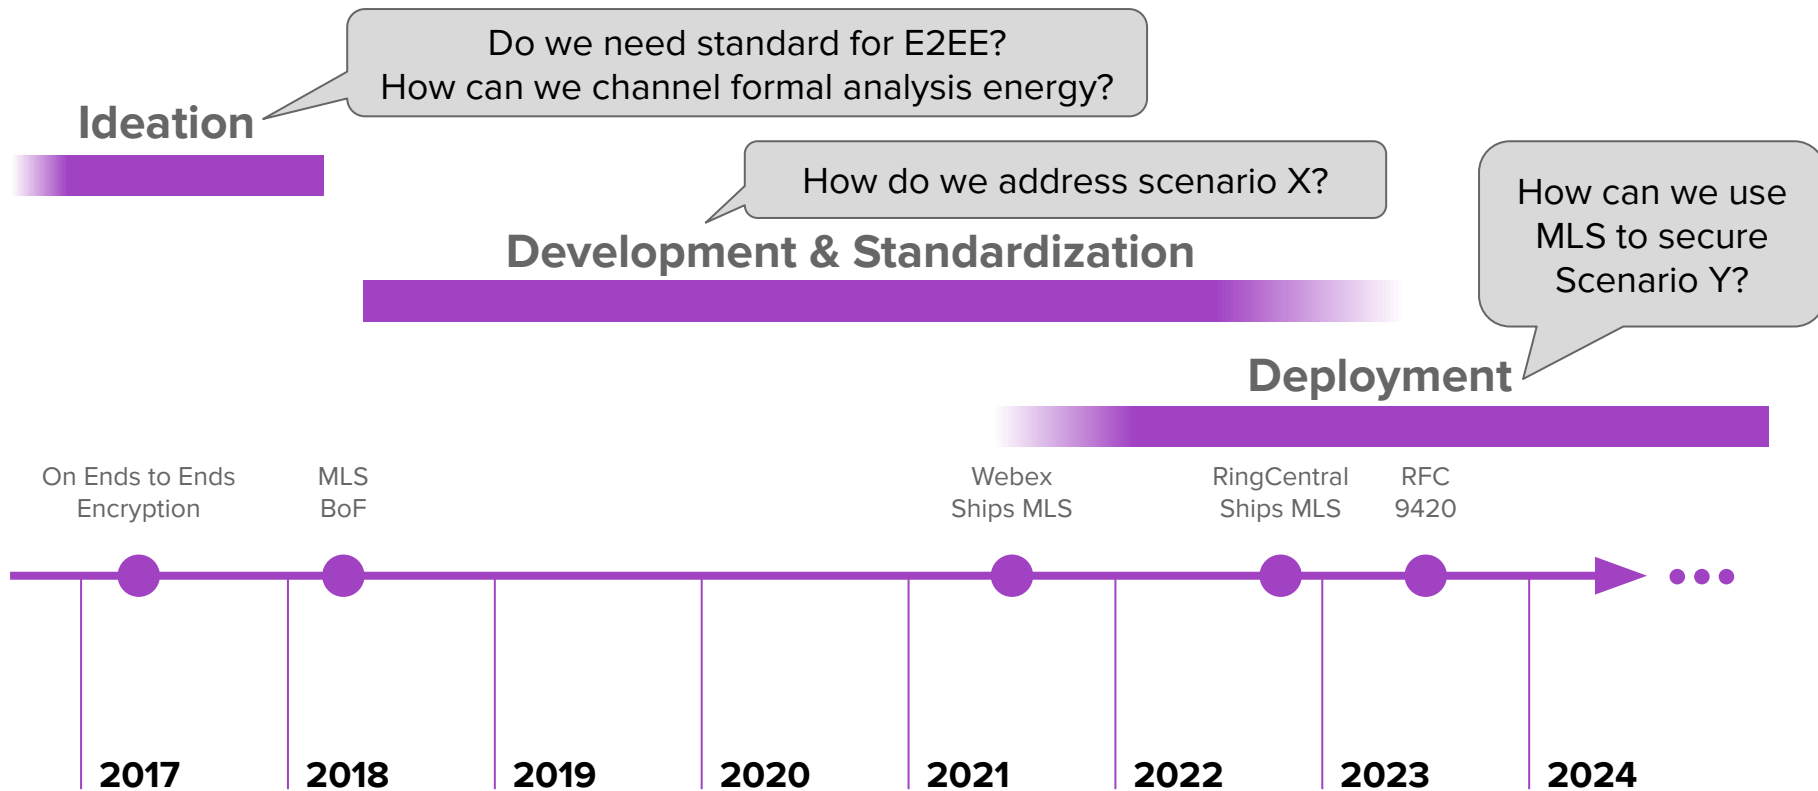 Do we need standard for E2EE?
How can we channel formal analysis energy?
Ideation
How do we address scenario X?
Development & Standardization
How can we use
MLS to secure
Scenario Y?
Deployment
On Ends to Ends
Encryption
MLS
BoF
Webex
Ships MLS
RingCentral
Ships MLS
RFC
9420
2017
2018
2019
2020
2021
2022
2023
2024